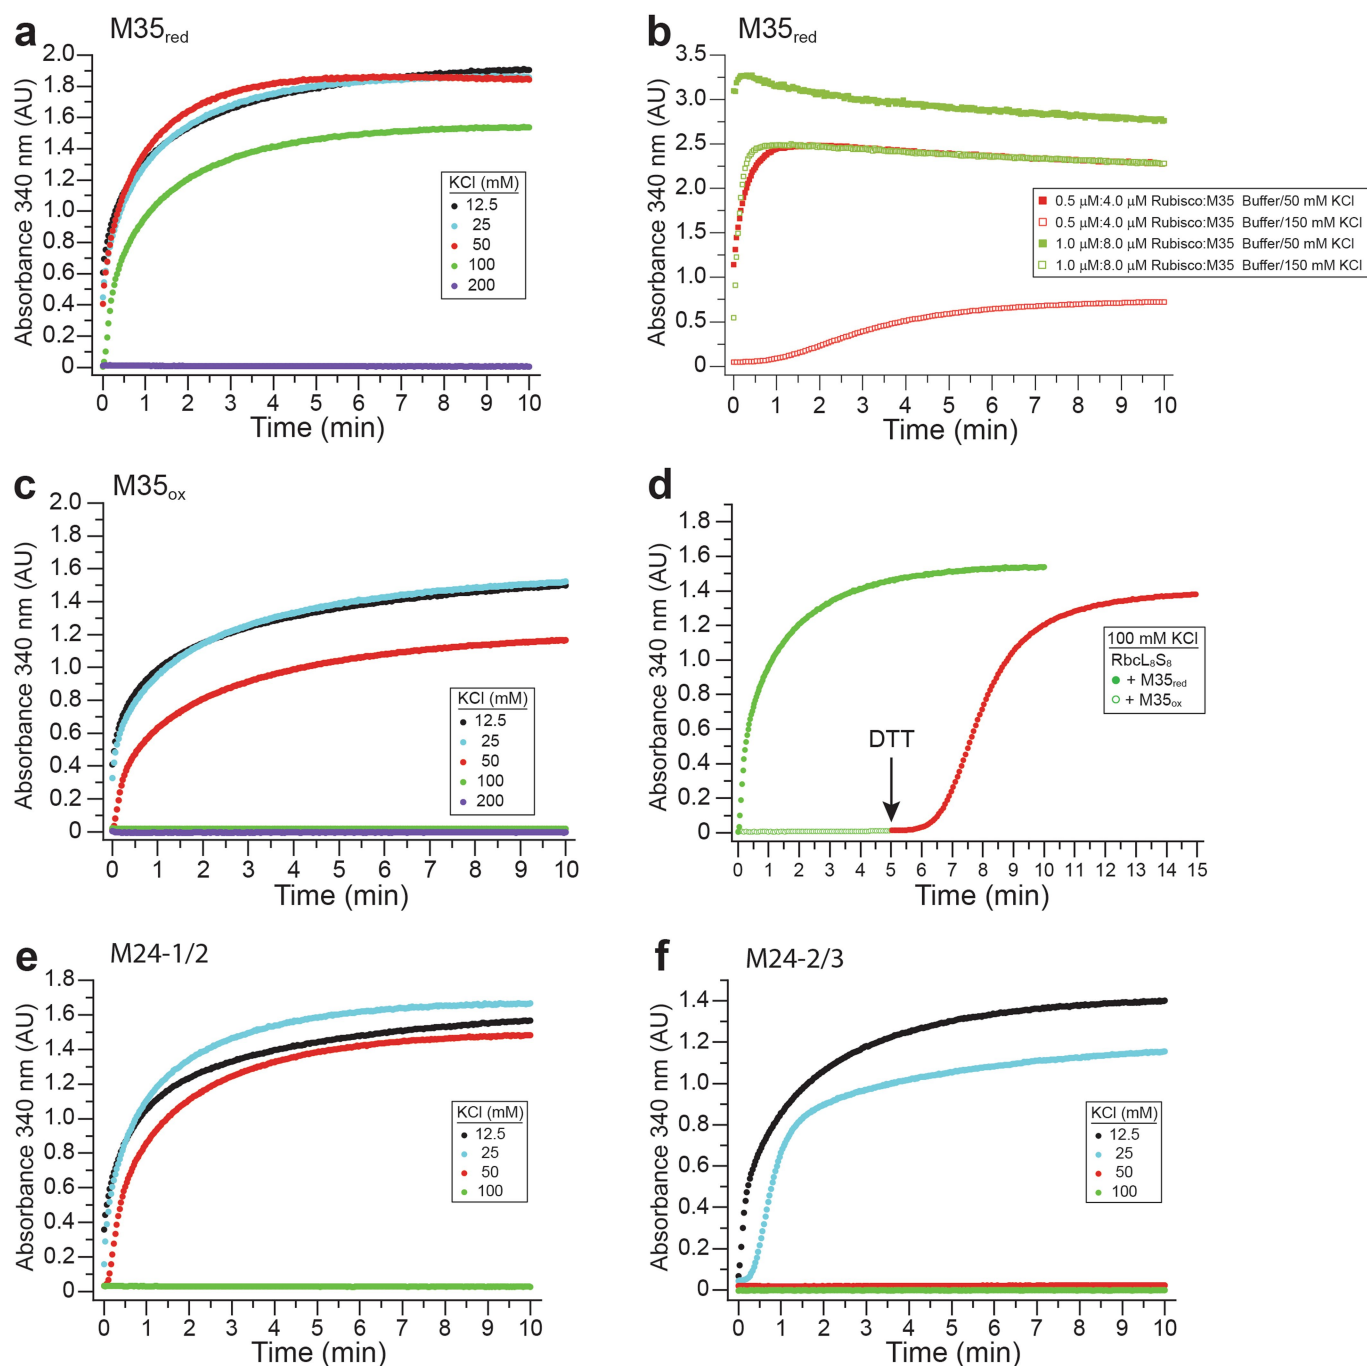 a M35red
2.0
1.8
1.6
1.4
1.2
1.0
0.8
0.6
0.4
0.2
0
Absorbance 340 nm (AU)
KCl (mM)
12.5
25
50
100
200
0 1 2 3 4 5 6 7 8 9 10
Time (min)
b M35red
3.5
3.0
2.5
2.0
1.5
1.0
0.5
0
Absorbance 340 nm (AU)
0.5 µM:4.0 µM Rubisco:M35 Buffer/50 mM KCl
0.5 µM:4.0 µM Rubisco:M35 Buffer/150 mM KCl
1.0 µM:8.0 µM Rubisco:M35 Buffer/50 mM KCl
1.0 µM:8.0 µM Rubisco:M35 Buffer/150 mM KCl
0 1 2 3 4 5 6 7 8 9 10
Time (min)
c M35ox
2.0
1.8
1.6
1.4
1.2
1.0
0.8
0.6
0.4
0.2
0
Absorbance 340 nm (AU)
KCl (mM)
12.5
25
50
100
200
0 1 2 3 4 5 6 7 8 9 10
Time (min)
d
1.8
1.6
1.4
1.2
1.0
0.8
0.6
0.4
0.2
0
Absorbance 340 nm (AU)
DTT
100 mM KCl
RbcL₈S₈
+ M35red
+ M35ox
0 1 2 3 4 5 6 7 8 9 10 11 12 13 14 15
Time (min)
e M24-1/2
1.8
1.6
1.4
1.2
1.0
0.8
0.6
0.4
0.2
0
Absorbance 340 nm (AU)
KCl (mM)
12.5
25
50
100
0 1 2 3 4 5 6 7 8 9 10
Time (min)
f M24-2/3
1.4
1.2
1.0
0.8
0.6
0.4
0.2
0
Absorbance 340 nm (AU)
KCl (mM)
12.5
25
50
100
0 1 2 3 4 5 6 7 8 9 10
Time (min)